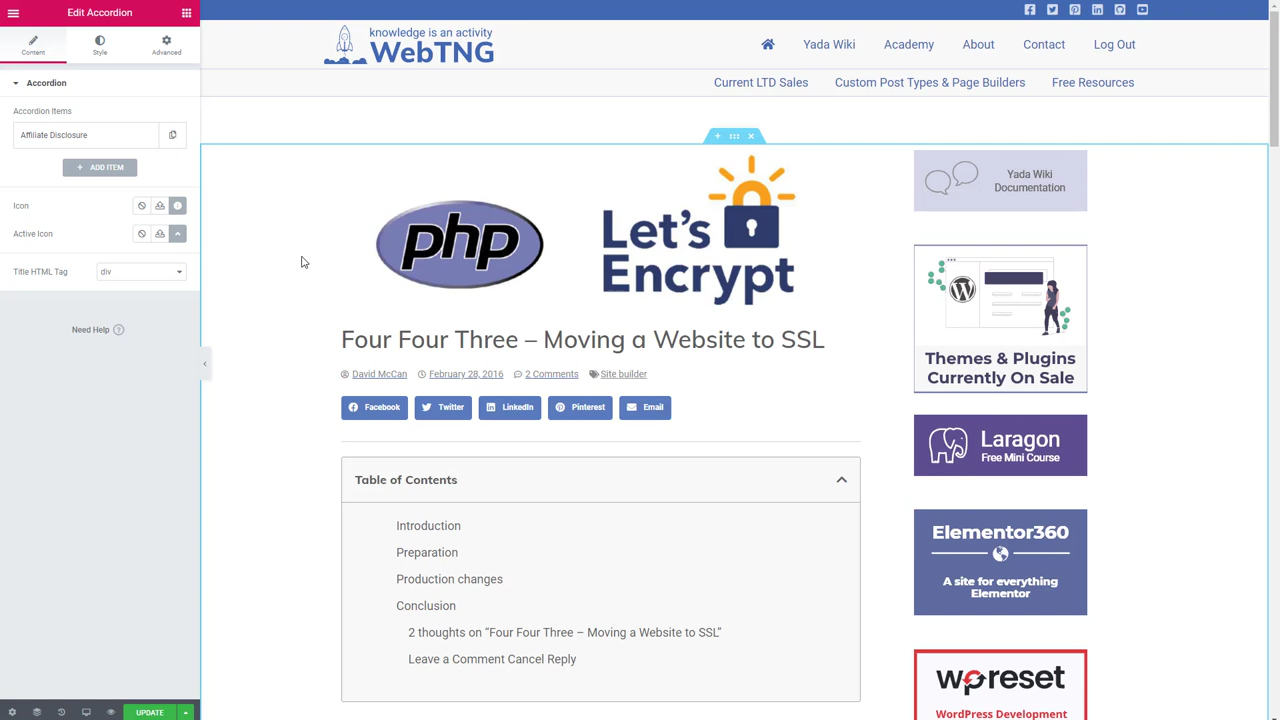 Edit Accordion
Content
Style
Advanced
Accordion
Accordion Items
Affiliate Disclosure
ADD ITEM
Icon
Active Icon
Title HTML Tag
div
Need Help
UPDATE
knowledge is an activity
WebTNG
Yada Wiki
Academy
About
Contact
Log Out
Current LTD Sales
Custom Post Types & Page Builders
Free Resources
php
Let's
Encrypt
Four Four Three – Moving a Website to SSL
David McCan
February 28, 2016
2 Comments
Site builder
Facebook
Twitter
LinkedIn
Pinterest
Email
Table of Contents
Introduction
Preparation
Production changes
Conclusion
2 thoughts on “Four Four Three – Moving a Website to SSL”
Leave a Comment Cancel Reply
Yada Wiki
Documentation
Themes & Plugins
Currently On Sale
Laragon
Free Mini Course
Elementor360
A site for everything
Elementor
wpreset
WordPress Development